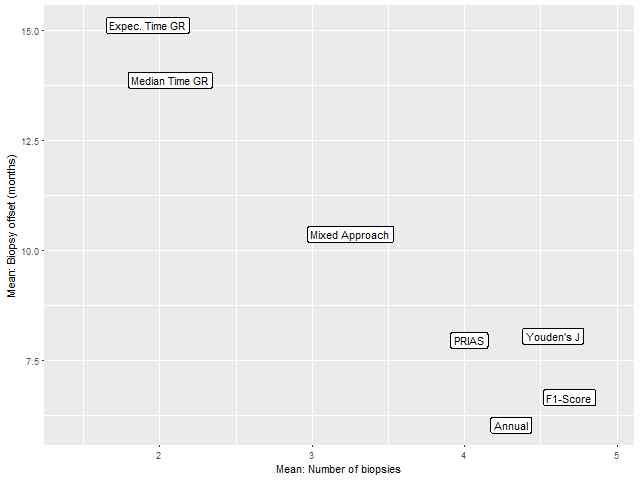 15.0
12.5
10.0
7.5
Mean: Biopsy offset (months)
Expec. Time GR
Median Time GR
Mixed Approach
PRIAS
Youden's J
F1-Score
Annual
2
3
4
5
Mean: Number of biopsies